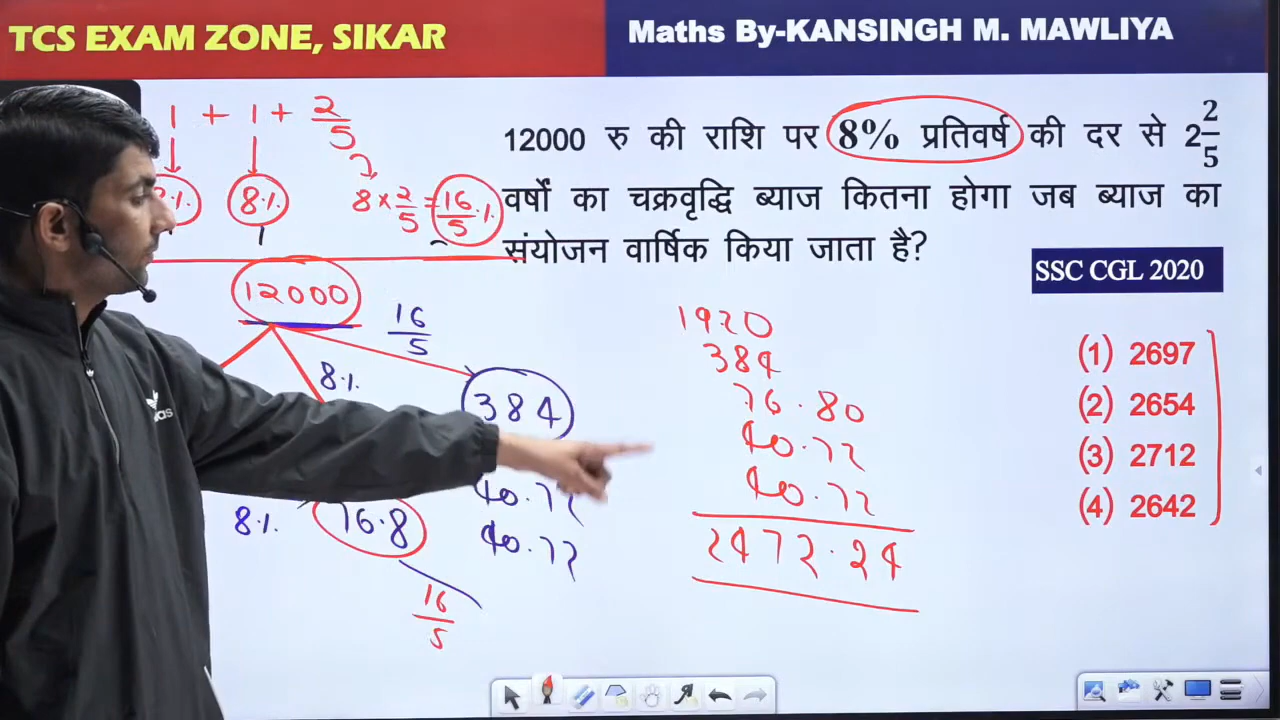 TCS EXAM ZONE, SIKAR
Maths By-KANSINGH M. MAWLIYA
1 + 1 + 2/5
8% 8 × 2/5 = 16/5 %
12000 रु की राशि पर 8% प्रतिवर्ष की दर से 2 2/5
वर्षों का चक्रवृद्धि ब्याज कितना होगा जब ब्याज का
संयोजन वार्षिक किया जाता है?
SSC CGL 2020
12000
16/5
8%
384
40.72
40.72
8%
76.8
16/5
1920
384
76.80
40.72
40.72
2472.24
(1) 2697
(2) 2654
(3) 2712
(4) 2642